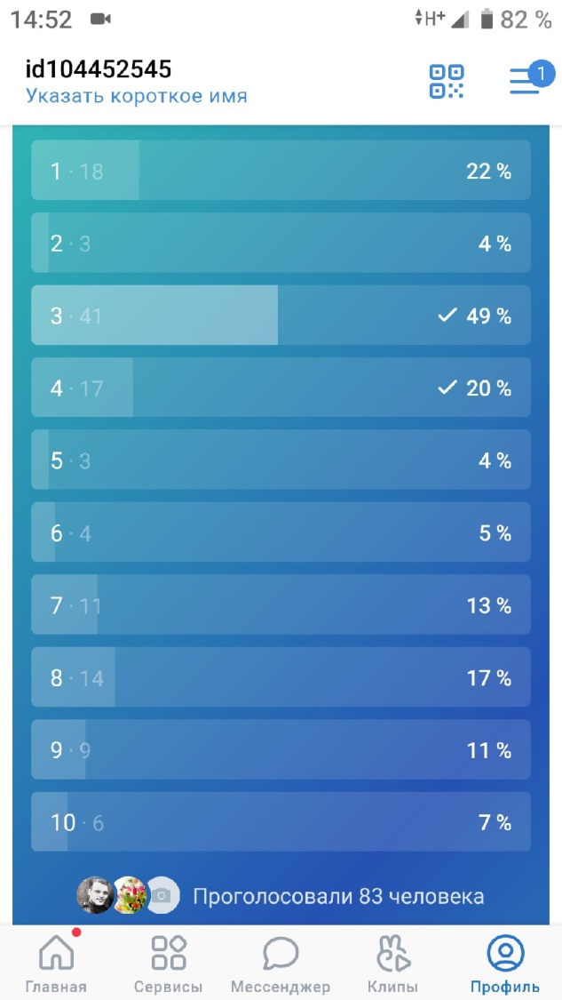 14:52 H+ 82 %
id104452545
Указать короткое имя
1
1 · 18 22 %
2 · 3 4 %
3 · 41 49 %
4 · 17 20 %
5 · 3 4 %
6 · 4 5 %
7 · 11 13 %
8 · 14 17 %
9 · 9 11 %
10 · 6 7 %
Проголосовали 83 человека
Главная Сервисы Мессенджер Клипы Профиль